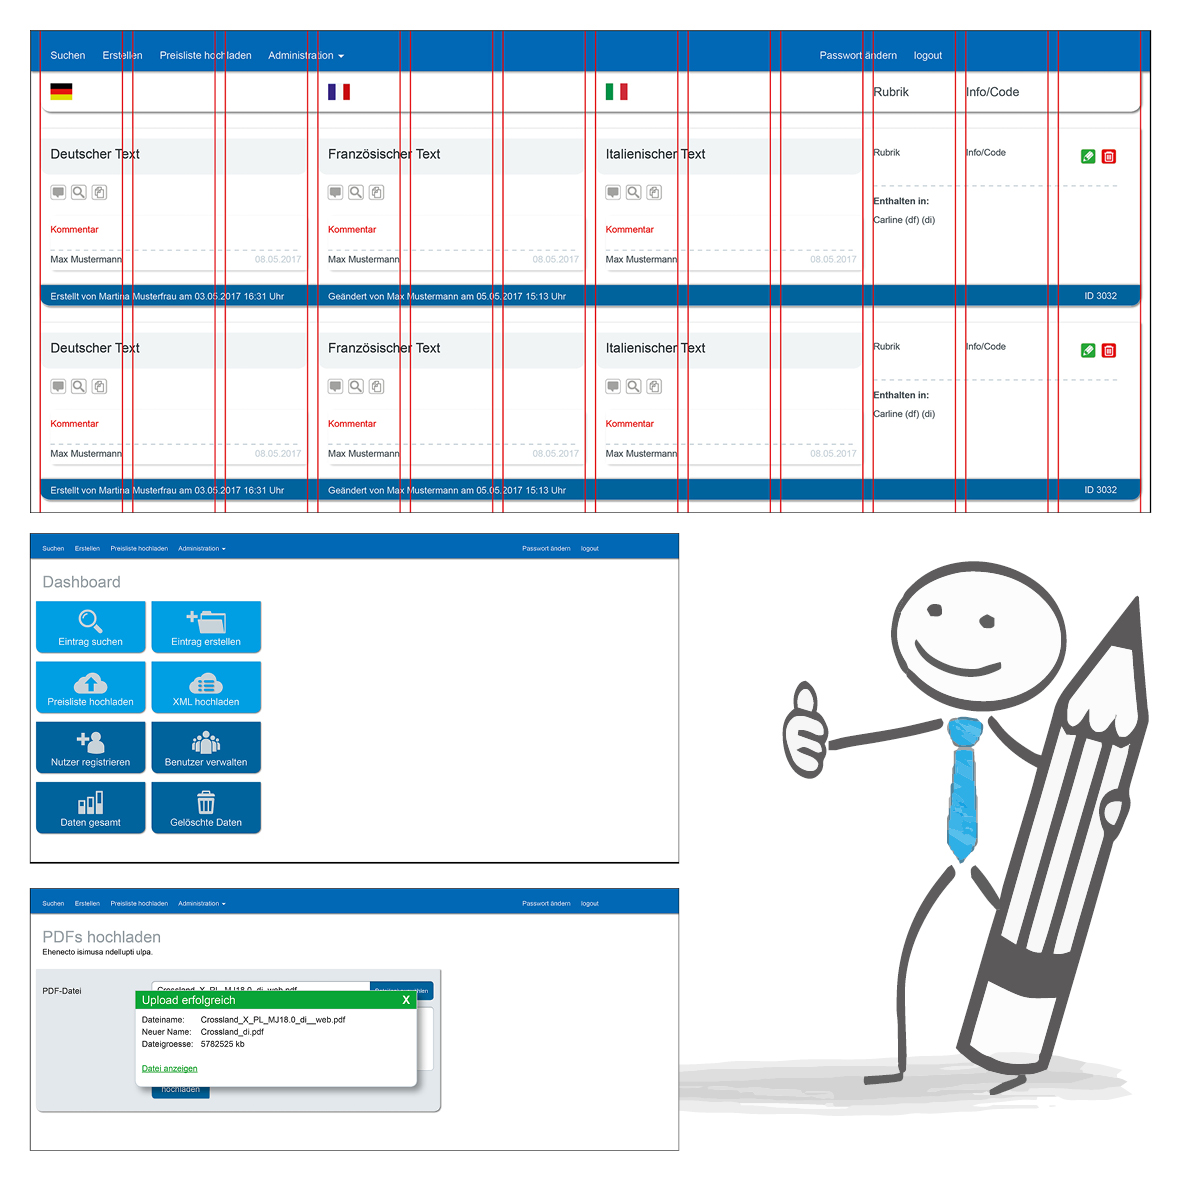 Suchen Erstellen Preisliste hochladen Administration Passwort ändern logout
Rubrik Info/Code
Deutscher Text Französischer Text Italienischer Text Rubrik Info/Code
Enthalten in:
Carline (df) (di)
Kommentar Kommentar Kommentar
Max Mustermann 08.05.2017 Max Mustermann 08.05.2017 Max Mustermann 08.05.2017
Erstellt von Martina Musterfrau am 03.05.2017 16:31 Uhr Geändert von Max Mustermann am 05.05.2017 15:13 Uhr ID 3032
Deutscher Text Französischer Text Italienischer Text Rubrik Info/Code
Enthalten in:
Carline (df) (di)
Kommentar Kommentar Kommentar
Max Mustermann 08.05.2017 Max Mustermann 08.05.2017 Max Mustermann 08.05.2017
Erstellt von Martina Musterfrau am 03.05.2017 16:31 Uhr Geändert von Max Mustermann am 05.05.2017 15:13 Uhr ID 3032
Suchen Erstellen Preisliste hochladen Administration Passwort ändern logout
Dashboard
Eintrag suchen Eintrag erstellen
Preisliste hochladen XML hochladen
Nutzer registrieren Benutzer verwalten
Daten gesamt Gelöschte Daten
Suchen Erstellen Preisliste hochladen Administration Passwort ändern logout
PDFs hochladen
Ehenecto isimusa ndellupti ulpa.
PDF-Datei
Upload erfolgreich X
Dateiname: Crossland_X_PL_MJ18.0_di__web.pdf
Neuer Name: Crossland_di.pdf
Dateigroesse: 5782525 kb
Datei anzeigen
hochladen